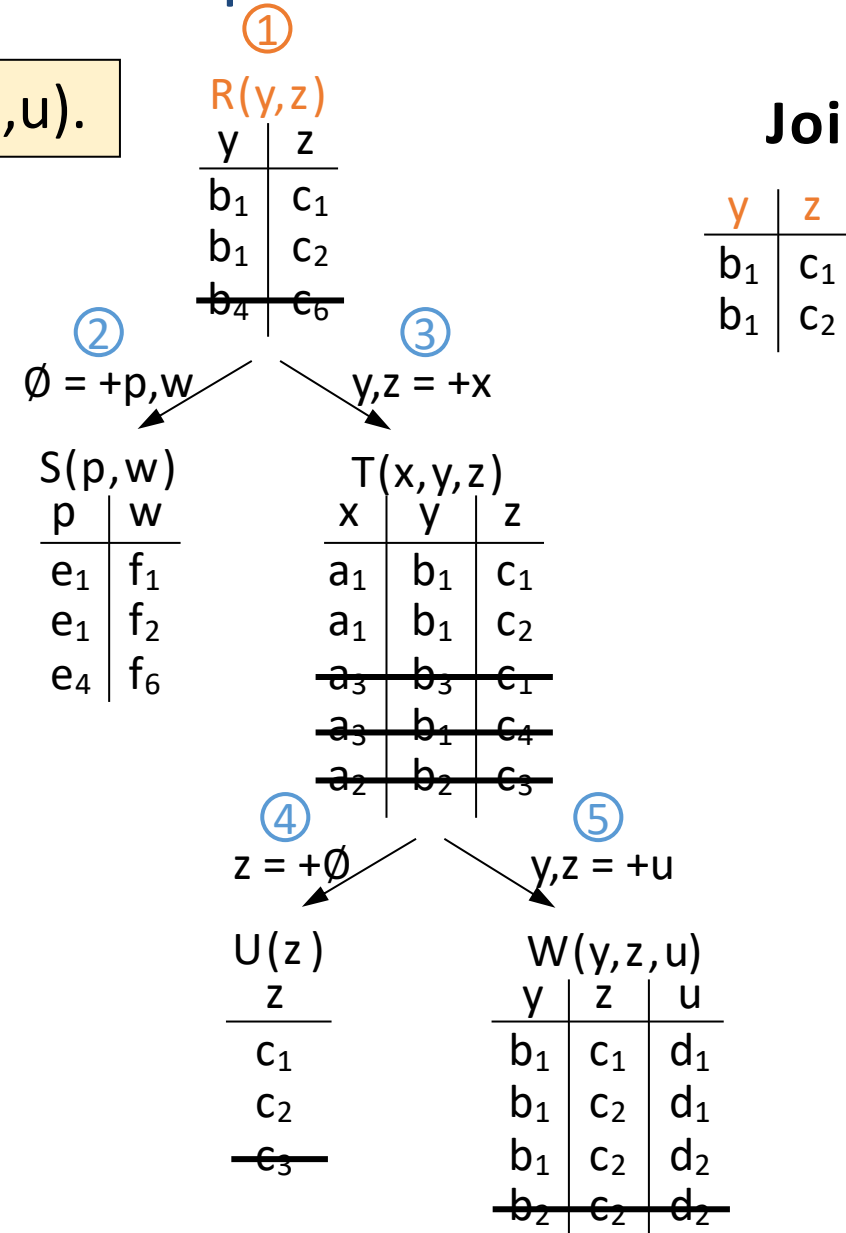 ①
,u).
R(y,z)
y z
b₁ c₁
b₁ c₂
b₄ c₆
Joi
y z
b₁ c₁
b₁ c₂
② ③
∅ = +p,w y,z = +x
S(p,w)
p w
e₁ f₁
e₁ f₂
e₄ f₆
T(x,y,z)
x y z
a₁ b₁ c₁
a₁ b₁ c₂
a₃ b₃ c₁
a₃ b₁ c₄
a₂ b₂ c₃
④ ⑤
z = +∅ y,z = +u
U(z)
z
c₁
c₂
c₃
W(y,z,u)
y z u
b₁ c₁ d₁
b₁ c₂ d₁
b₁ c₂ d₂
b₂ c₂ d₂